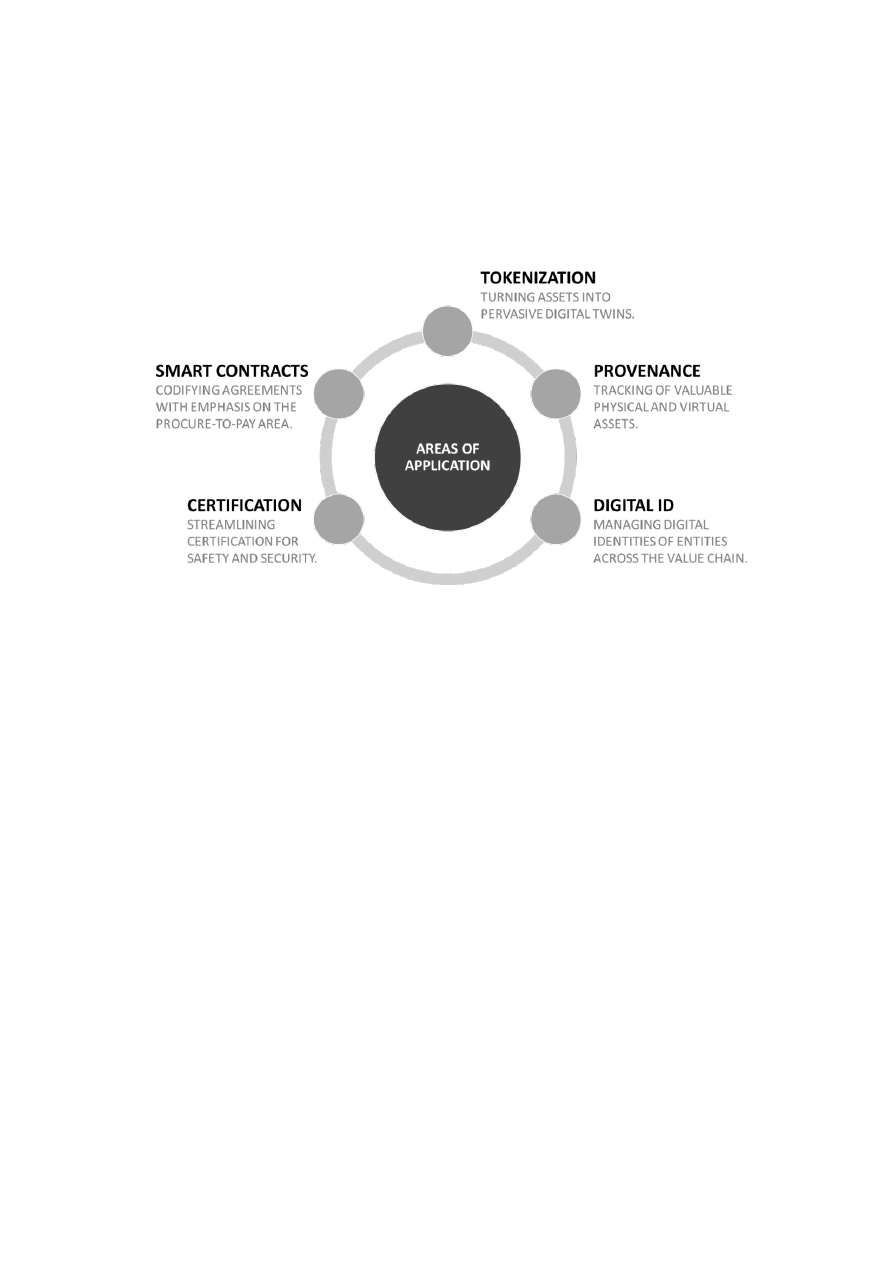 TOKENIZATION
TURNING ASSETS INTO
PERVASIVE DIGITAL TWINS.
SMART CONTRACTS
CODIFYING AGREEMENTS
WITH EMPHASIS ON THE
PROCURE-TO-PAY AREA.
PROVENANCE
TRACKING OF VALUABLE
PHYSICAL AND VIRTUAL
ASSETS.
AREAS OF
APPLICATION
CERTIFICATION
STREAMLINING
CERTIFICATION FOR
SAFETY AND SECURITY.
DIGITAL ID
MANAGING DIGITAL
IDENTITIES OF ENTITIES
ACROSS THE VALUE CHAIN.